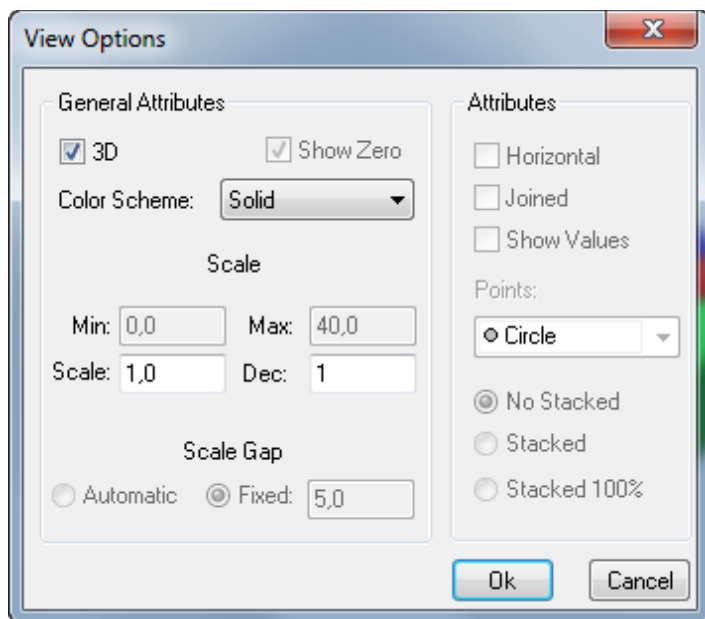 View Options
General Attributes
3D
Show Zero
Color Scheme:
Solid
Scale
Min: 0,0
Max: 40,0
Scale: 1,0
Dec: 1
Scale Gap
Automatic
Fixed: 5,0
Attributes
Horizontal
Joined
Show Values
Points:
Circle
No Stacked
Stacked
Stacked 100%
Ok
Cancel